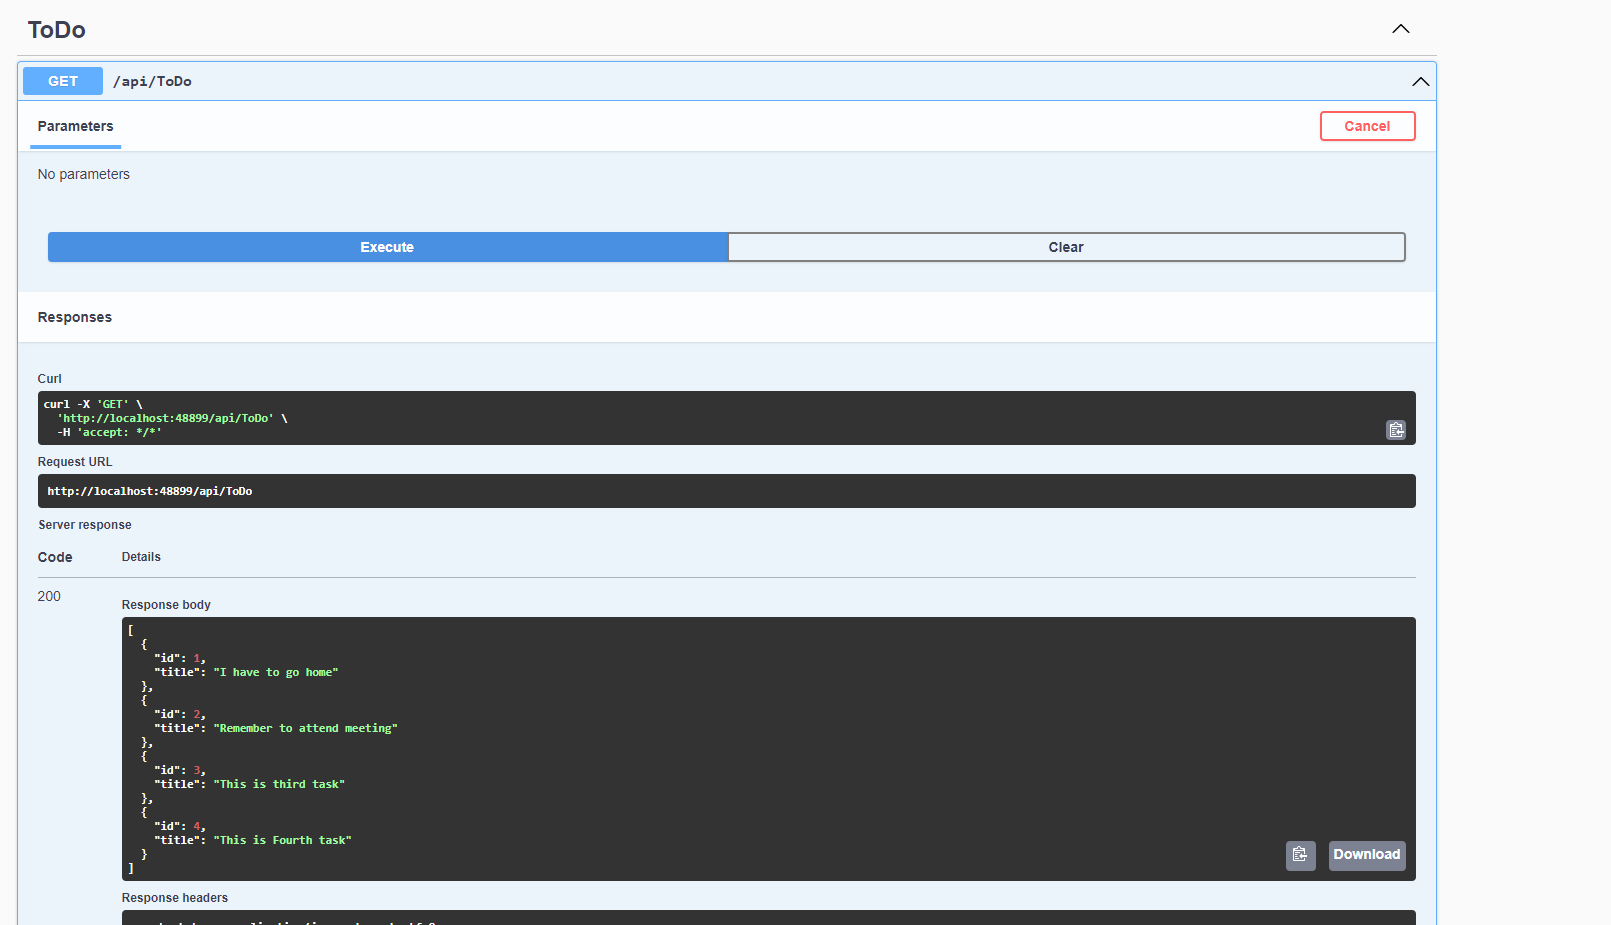 ToDo
GET /api/ToDo
Parameters
Cancel
No parameters
Execute
Clear
Responses
Curl
curl -X 'GET' \
'http://localhost:48899/api/ToDo' \
-H 'accept: */*'
Request URL
http://localhost:48899/api/ToDo
Server response
Code Details
200
Response body
[
{
"id": 1,
"title": "I have to go home"
},
{
"id": 2,
"title": "Remember to attend meeting"
},
{
"id": 3,
"title": "This is third task"
},
{
"id": 4,
"title": "This is Fourth task"
}
]
Download
Response headers